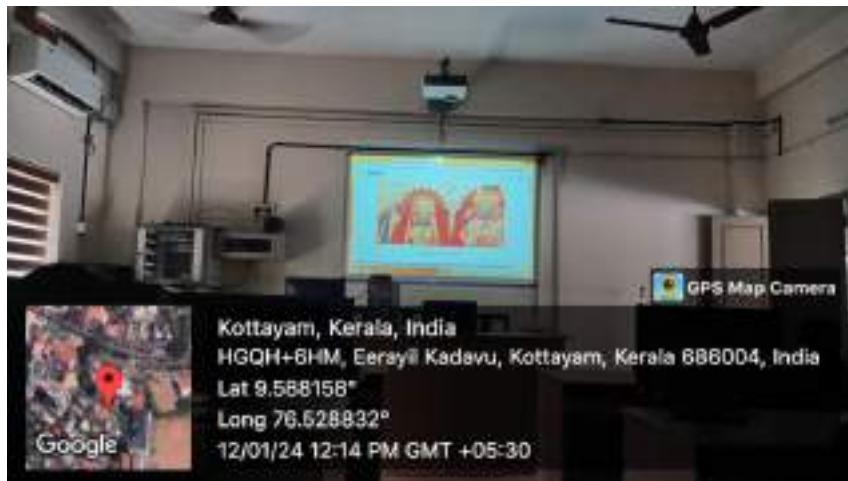 GPS Map Camera
Kottayam, Kerala, India
HGQH+6HM, Eerayil Kadavu, Kottayam, Kerala 686004, India
Lat 9.588158°
Long 76.528832°
12/01/24 12:14 PM GMT +05:30
Google